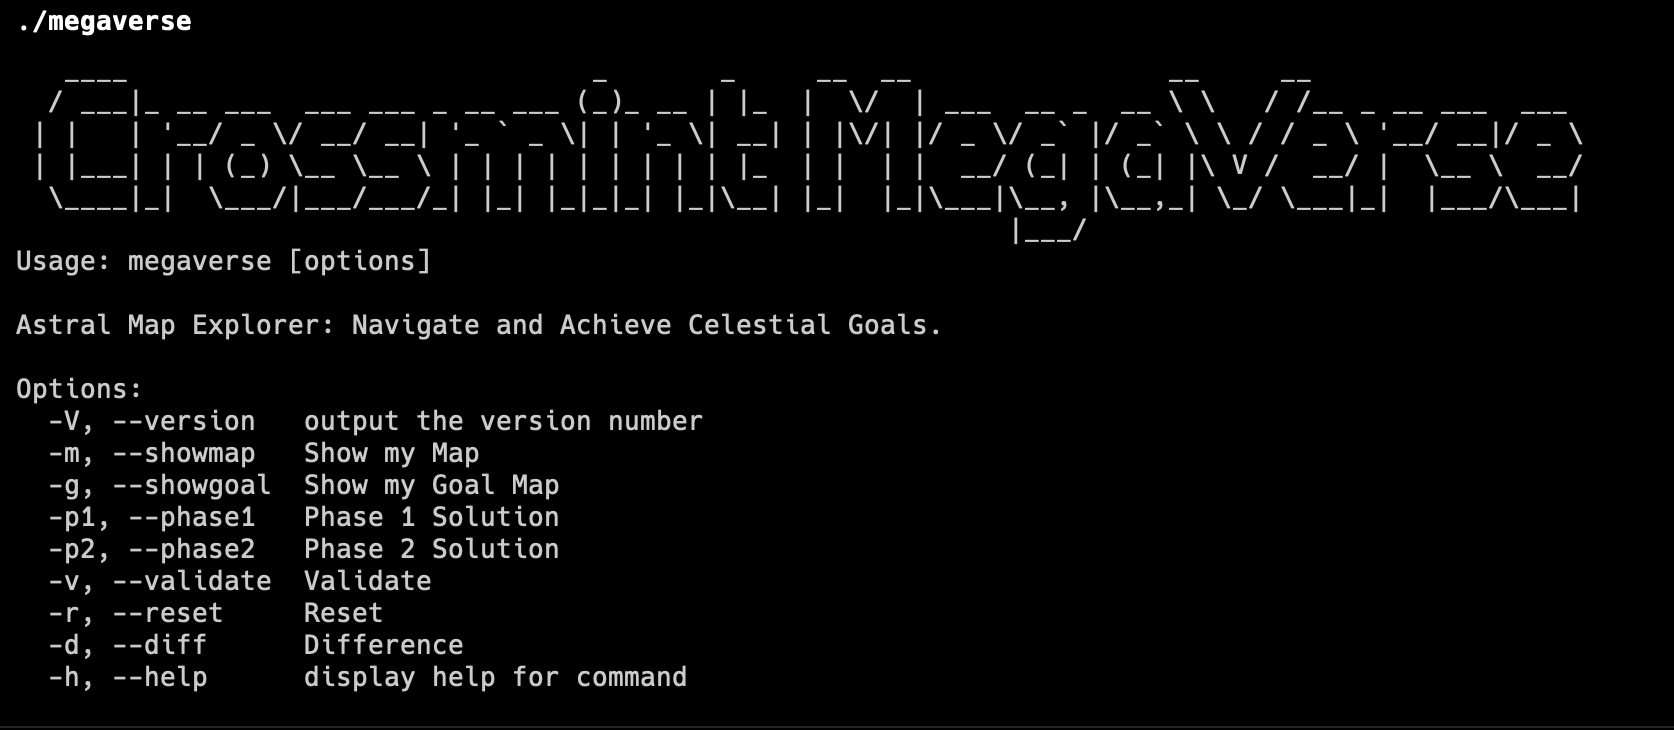 ./megaverse
Crossmint MegaVerse
Usage: megaverse [options]
Astral Map Explorer: Navigate and Achieve Celestial Goals.
Options:
-V, --version output the version number
-m, --showmap Show my Map
-g, --showgoal Show my Goal Map
-p1, --phase1 Phase 1 Solution
-p2, --phase2 Phase 2 Solution
-v, --validate Validate
-r, --reset Reset
-d, --diff Difference
-h, --help display help for command